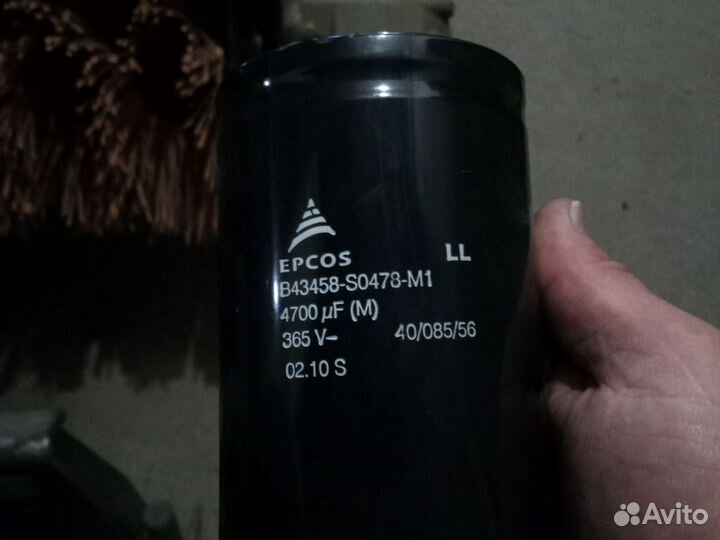 EPCOS LL
B43458-S0478-M1
4700 µF (M)
365 V- 40/085/56
02.10 S
Avito